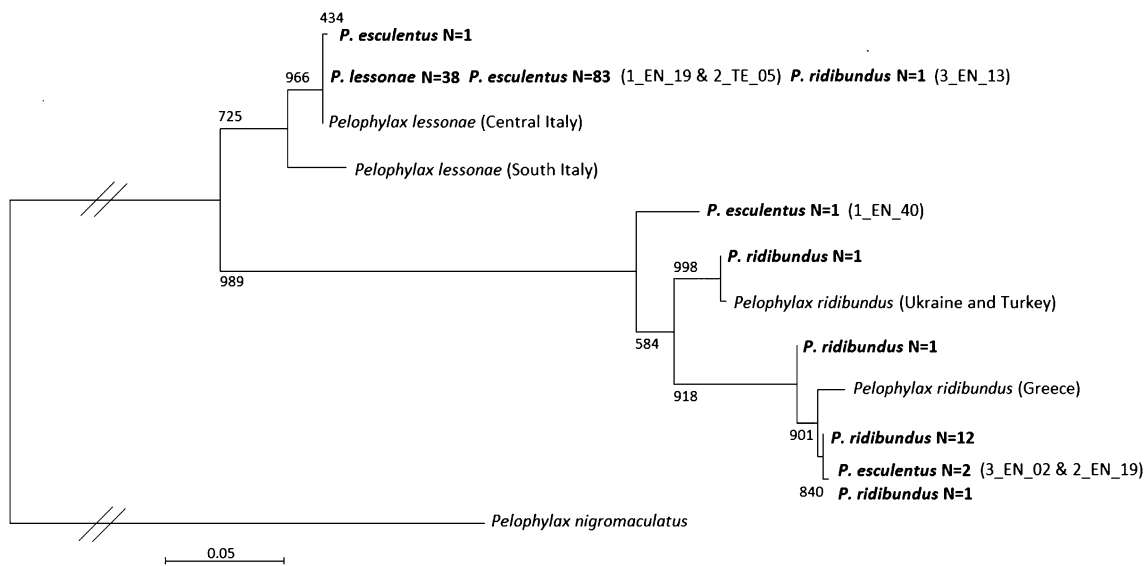 434
P. esculentus N=1
966
P. lessonae N=38 P. esculentus N=83 (1_EN_19 & 2_TE_05) P. ridibundus N=1 (3_EN_13)
725
Pelophylax lessonae (Central Italy)
Pelophylax lessonae (South Italy)
P. esculentus N=1 (1_EN_40)
P. ridibundus N=1
998
989
Pelophylax ridibundus (Ukraine and Turkey)
584
P. ridibundus N=1
Pelophylax ridibundus (Greece)
918
901
P. ridibundus N=12
P. esculentus N=2 (3_EN_02 & 2_EN_19)
840
P. ridibundus N=1
Pelophylax nigromaculatus
0.05